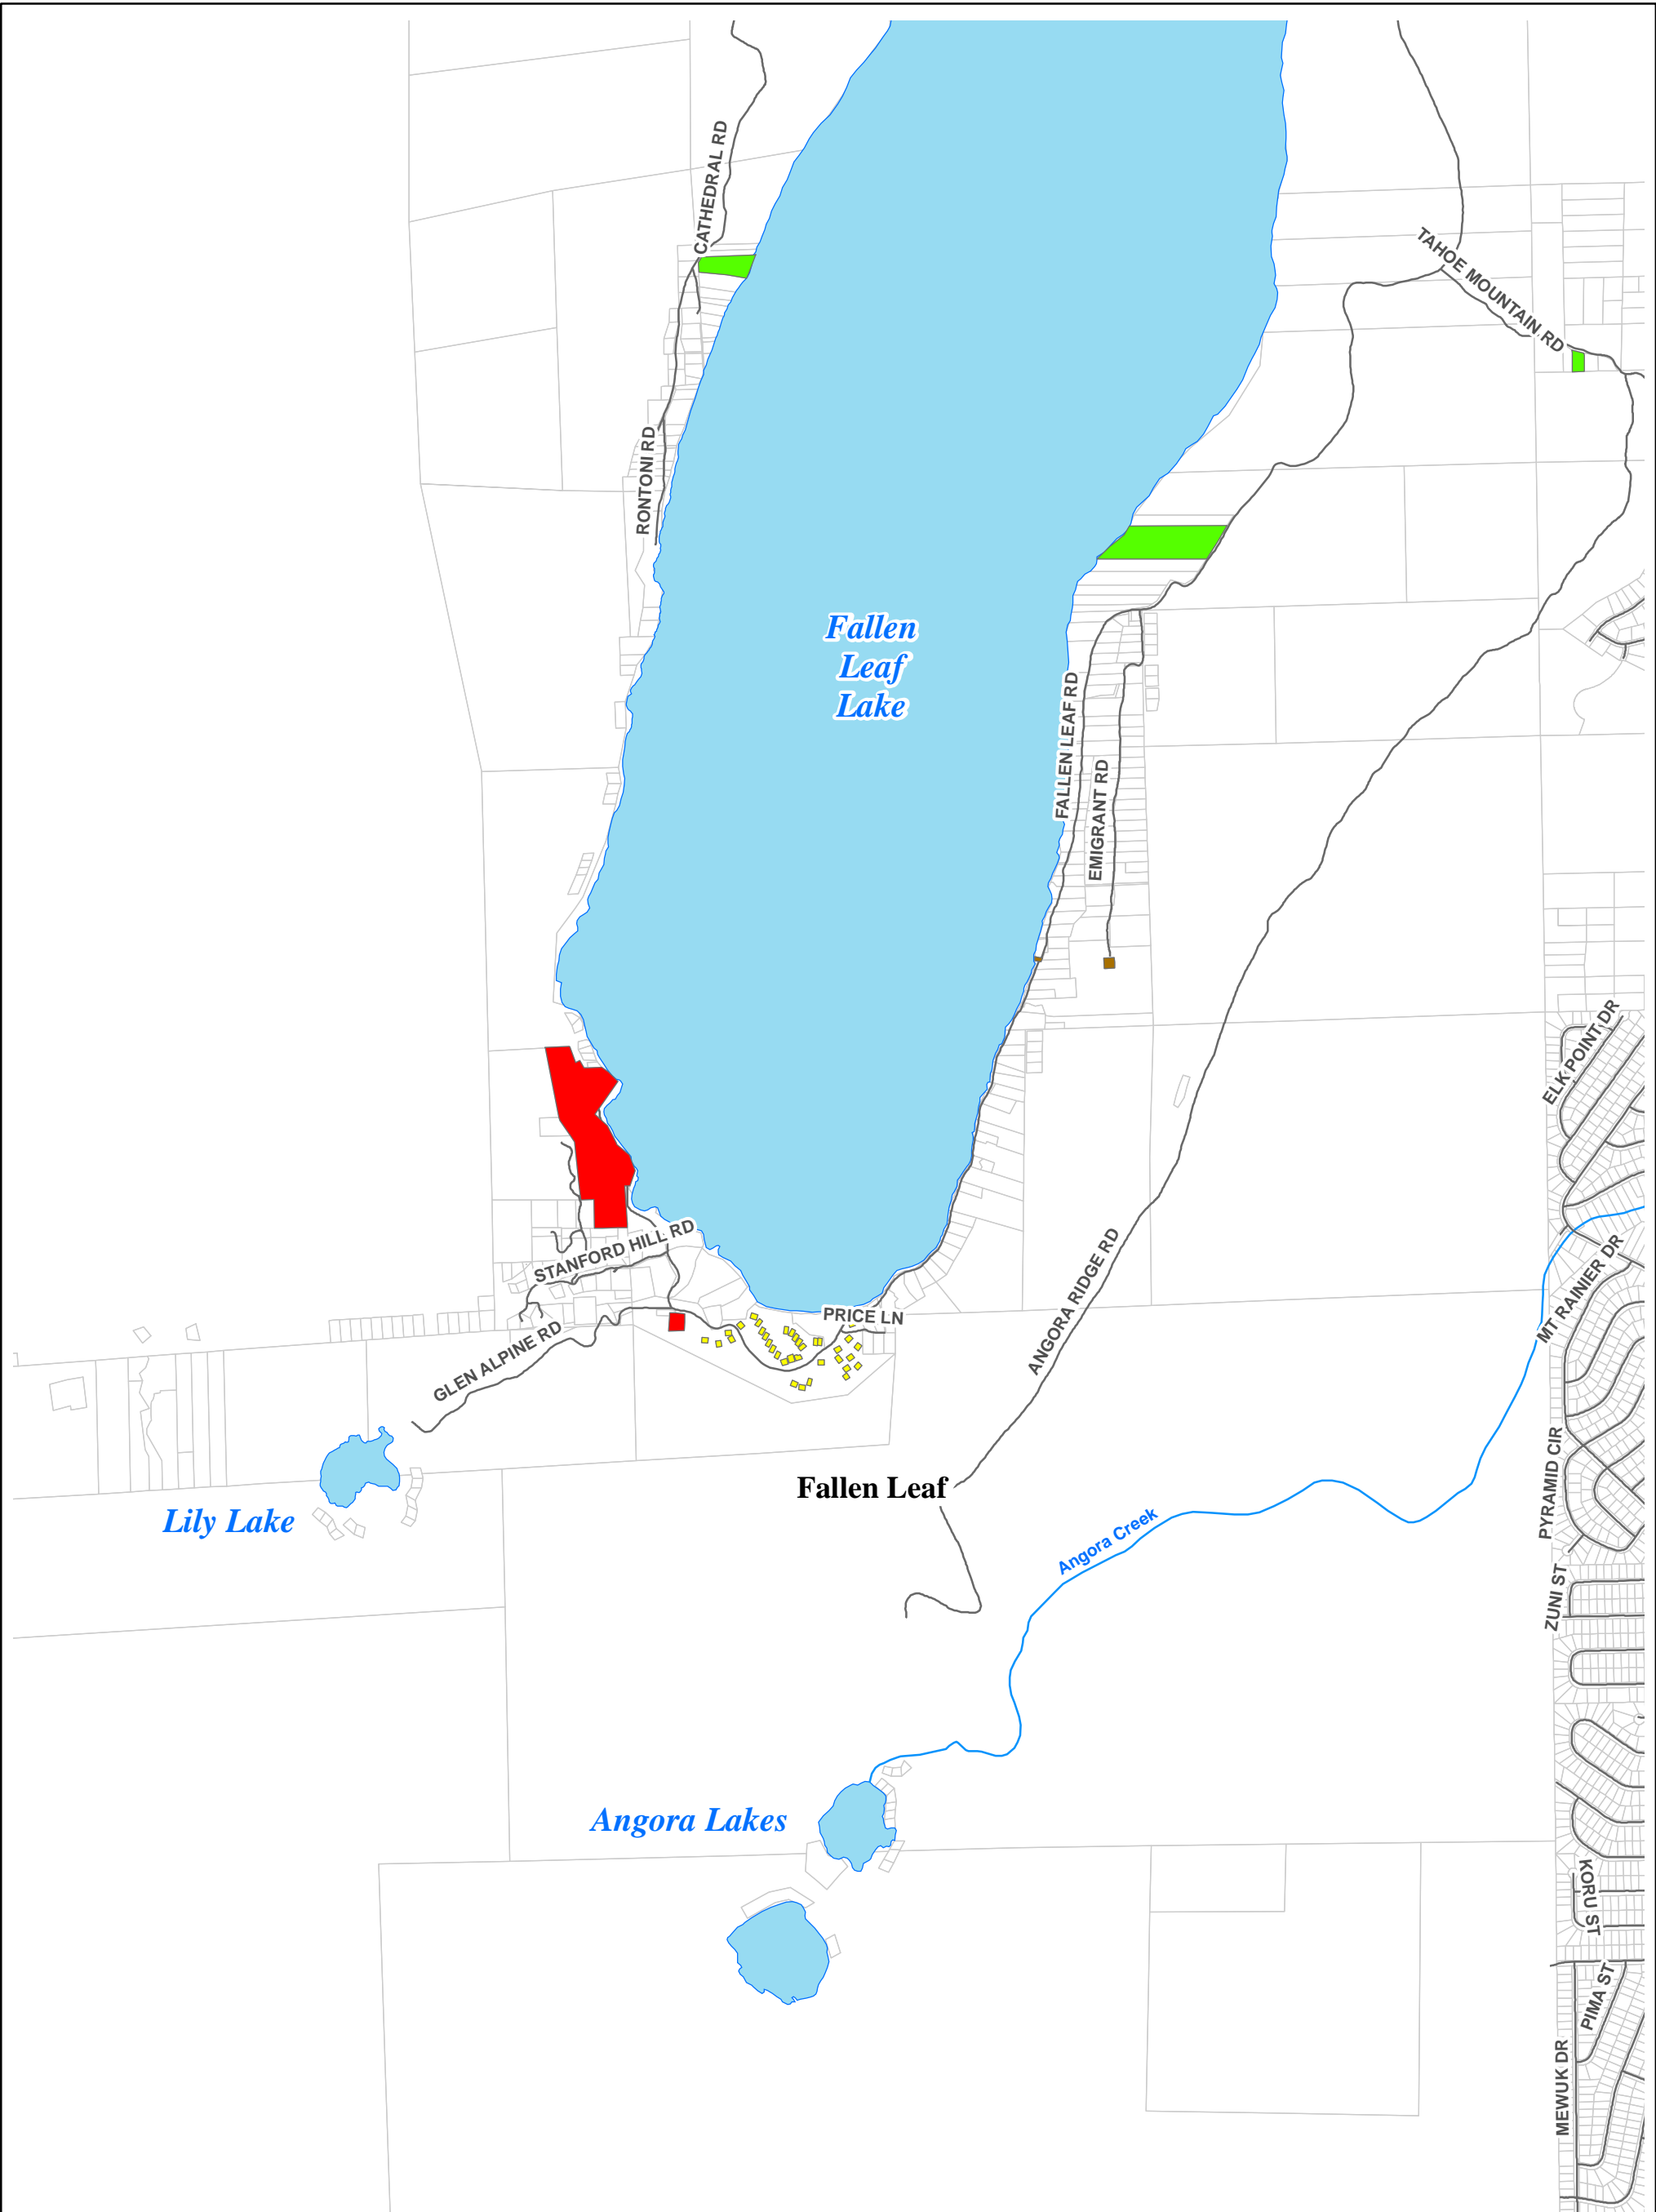 CATHEDRAL RD
TAHOE MOUNTAIN RD
RONTONI RD
Fallen
Leaf
Lake
FALLEN LEAF RD
EMIGRANT RD
ELK POINT DR
STANFORD HILL RD
MT RAINIER DR
PRICE LN
ANGORA RIDGE RD
GLEN ALPINE RD
PYRAMID CIR
Fallen Leaf
Lily Lake
Angora Creek
ZUNI ST
Angora Lakes
KORU ST
PIMA ST
MEWUK DR